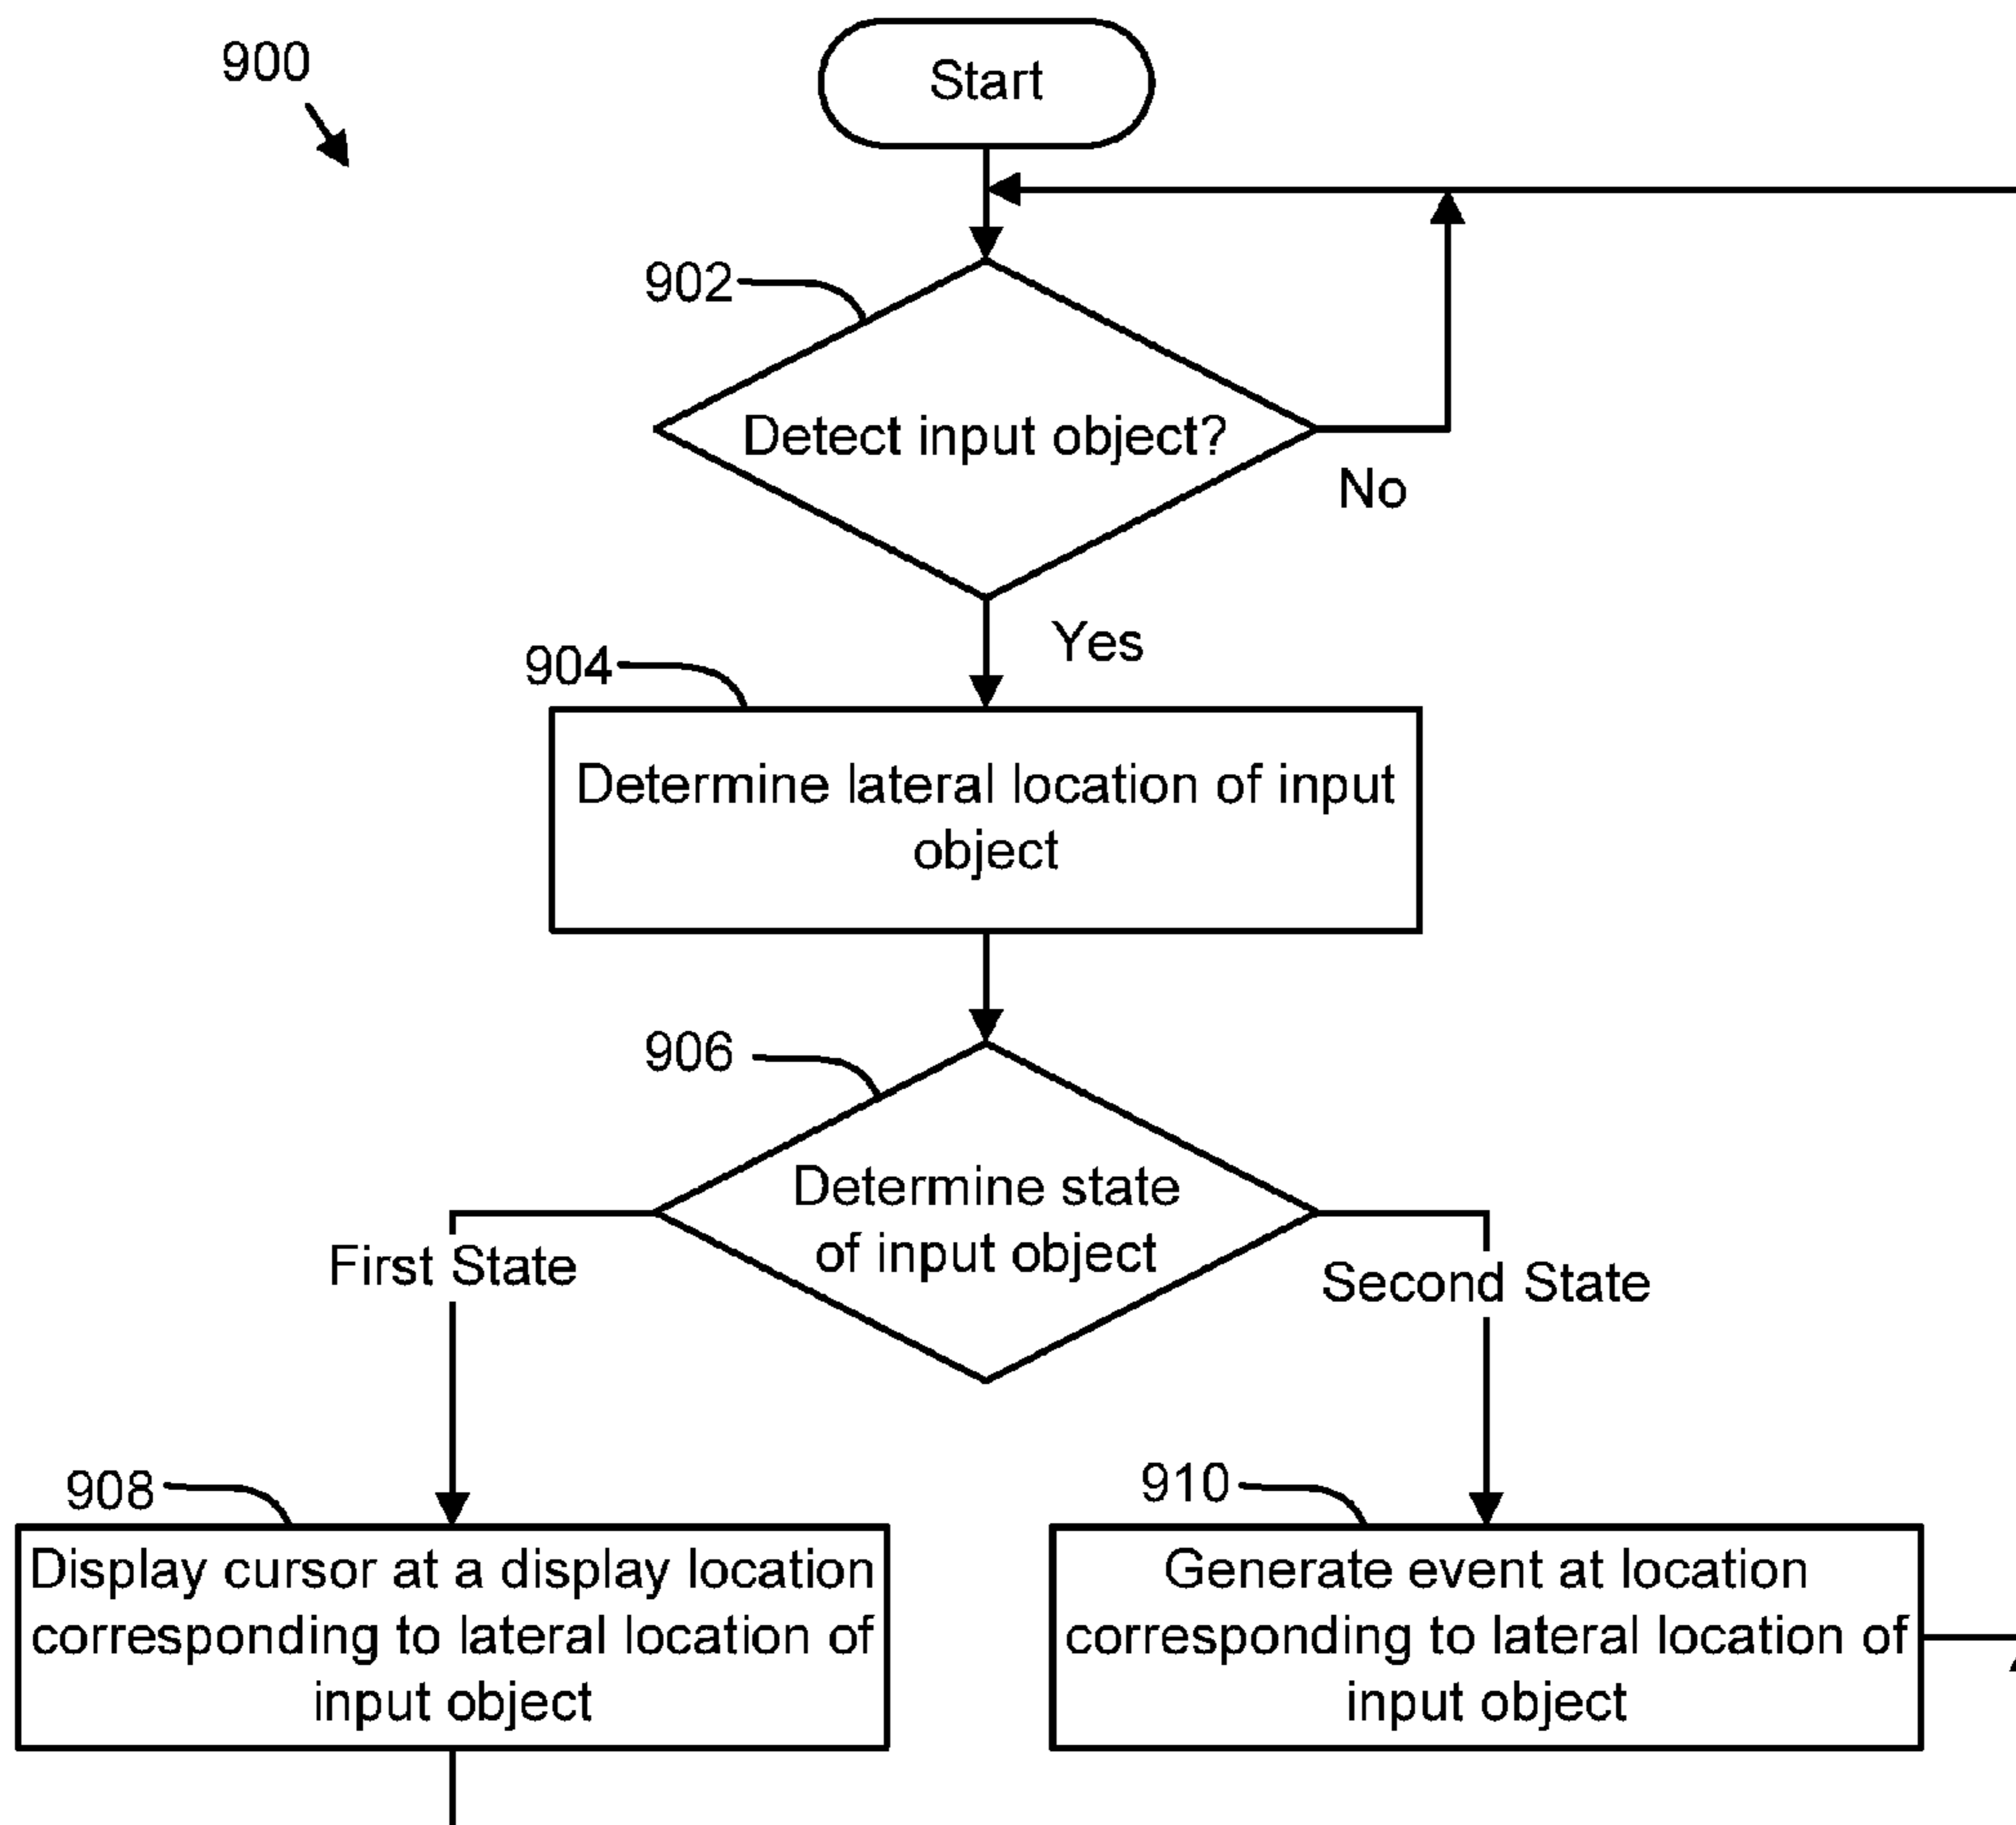 900
Start
902
Detect input object?
No
Yes
904
Determine lateral location of input
object
906
Determine state
of input object
First State
Second State
908
Display cursor at a display location
corresponding to lateral location of
input object
910
Generate event at location
corresponding to lateral location of
input object